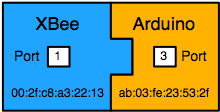 XBee
Port 1
00:2f:c8:a3:22:13
Arduino
3 Port
ab:03:fe:23:53:2f